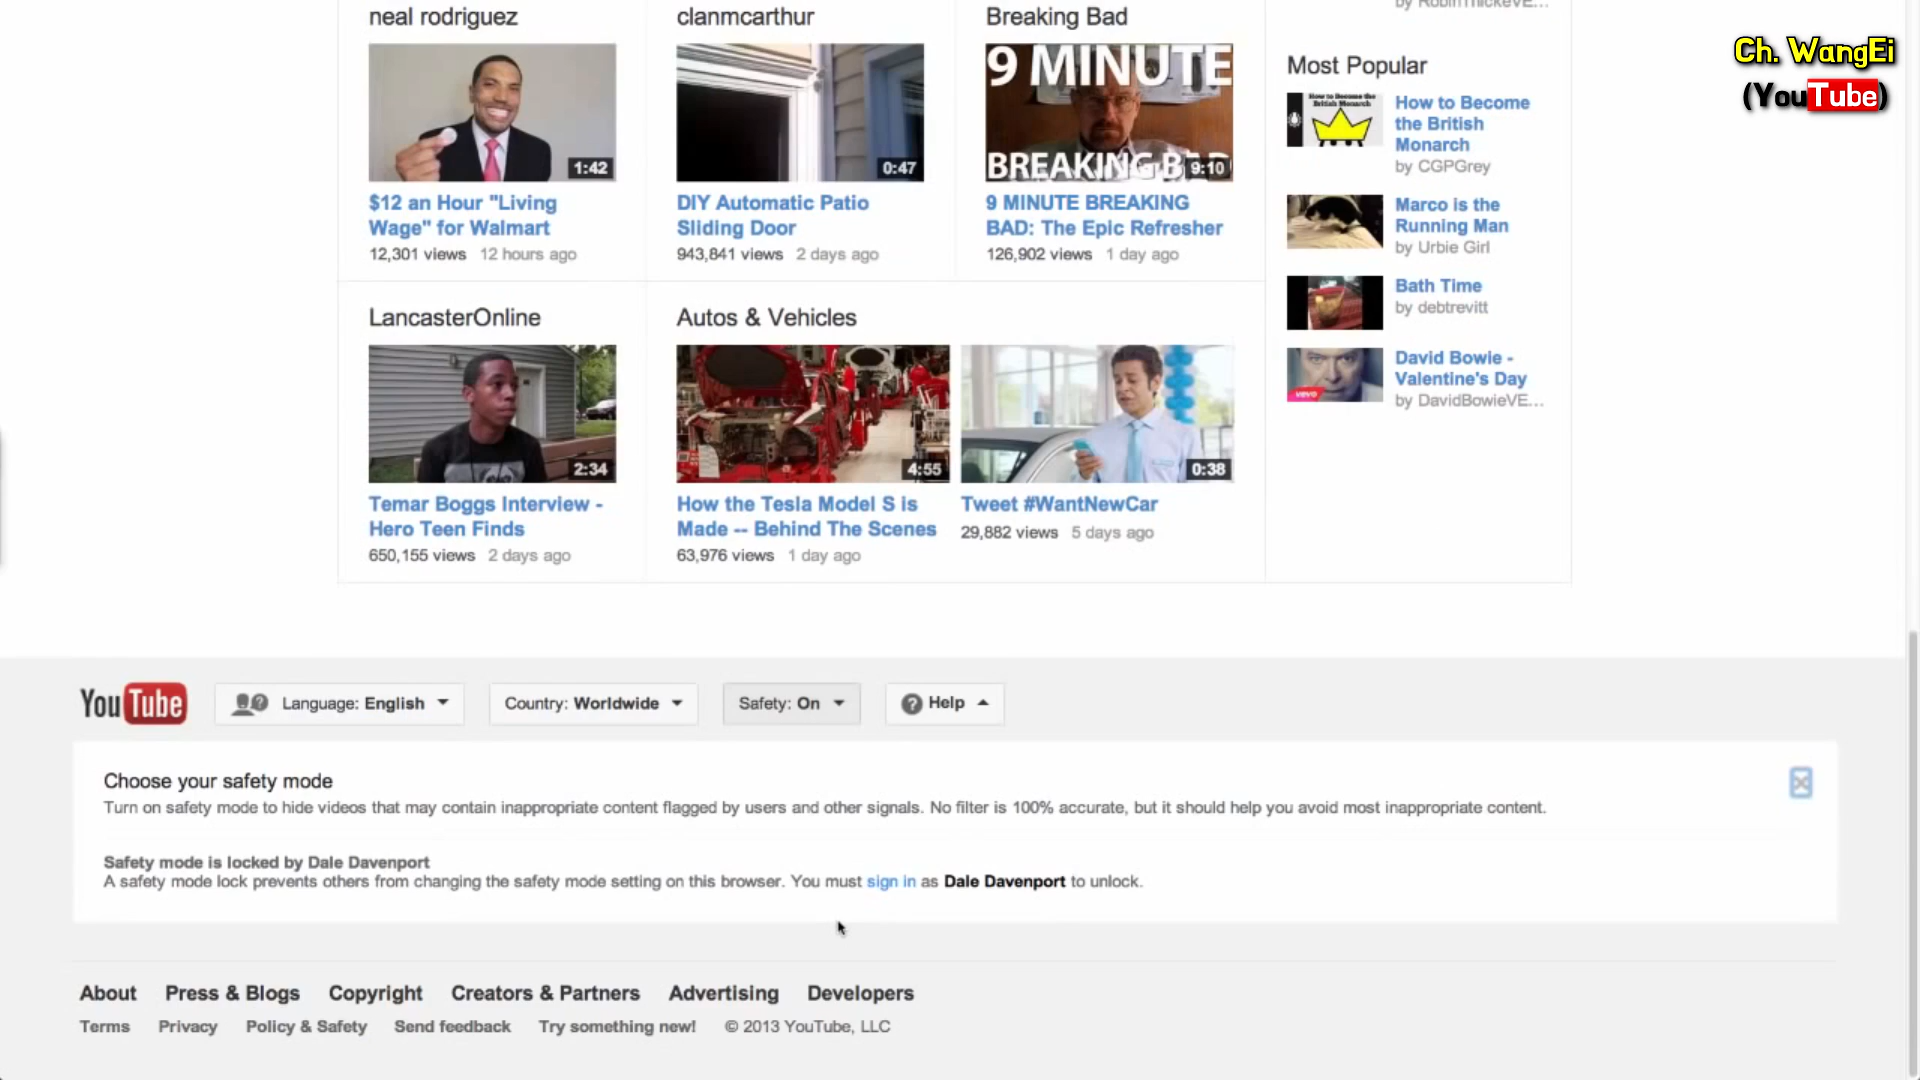 by RobinThickeVE...
Ch. WangEi
(YouTube)
neal rodriguez
clanmcarthur
Breaking Bad
1:42
0:47
9 MINUTE
BREAKING BAD
9:10
$12 an Hour "Living
Wage" for Walmart
12,301 views 12 hours ago
DIY Automatic Patio
Sliding Door
943,841 views 2 days ago
9 MINUTE BREAKING
BAD: The Epic Refresher
126,902 views 1 day ago
Most Popular
How to Become the
British Monarch
How to Become
the British
Monarch
by CGPGrey
Marco is the
Running Man
by Urbie Girl
Bath Time
by debtrevitt
vevo
David Bowie -
Valentine's Day
by DavidBowieVE...
LancasterOnline
Autos & Vehicles
2:34
4:55
0:38
Temar Boggs Interview -
Hero Teen Finds
650,155 views 2 days ago
How the Tesla Model S is
Made -- Behind The Scenes
63,976 views 1 day ago
Tweet #WantNewCar
29,882 views 5 days ago
YouTube
Language: English
Country: Worldwide
Safety: On
Help
Choose your safety mode
Turn on safety mode to hide videos that may contain inappropriate content flagged by users and other signals. No filter is 100% accurate, but it should help you avoid most inappropriate content.
Safety mode is locked by Dale Davenport
A safety mode lock prevents others from changing the safety mode setting on this browser. You must sign in as Dale Davenport to unlock.
About Press & Blogs Copyright Creators & Partners Advertising Developers
Terms Privacy Policy & Safety Send feedback Try something new! © 2013 YouTube, LLC